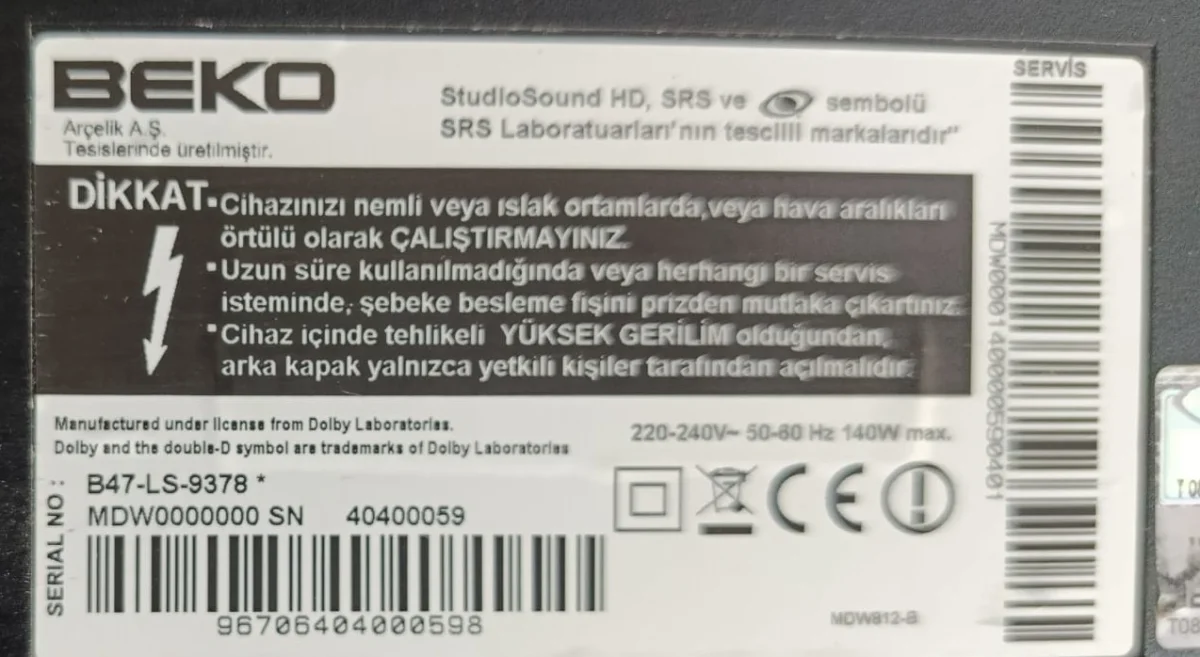 BEKO
Arçelik A.Ş.
Tesislerinde üretilmiştir.
StudioSound HD, SRS ve sembolü
SRS Laboratuarları'nın tescilli markalarıdır"
SERVİS
DİKKAT
▪Cihazınızı nemli veya ıslak ortamlarda,veya hava aralıkları
örtülü olarak ÇALIŞTIRMAYINIZ.
▪Uzun süre kullanılmadığında veya herhangi bir servis
isteminde, şebeke besleme fişini prizden mutlaka çıkartınız.
▪Cihaz içinde tehlikeli YÜKSEK GERİLİM olduğundan,
arka kapak yalnızca yetkili kişiler tarafından açılmalıdır.
Manufactured under license from Dolby Laboratories.
Dolby and the double-D symbol are trademarks of Dolby Laboratories
220-240V~ 50-60 Hz 140W max.
SERIAL NO :
B47-LS-9378 *
MDW0000000 SN 40400059
96706404000598
CE
MDW812-B
T08